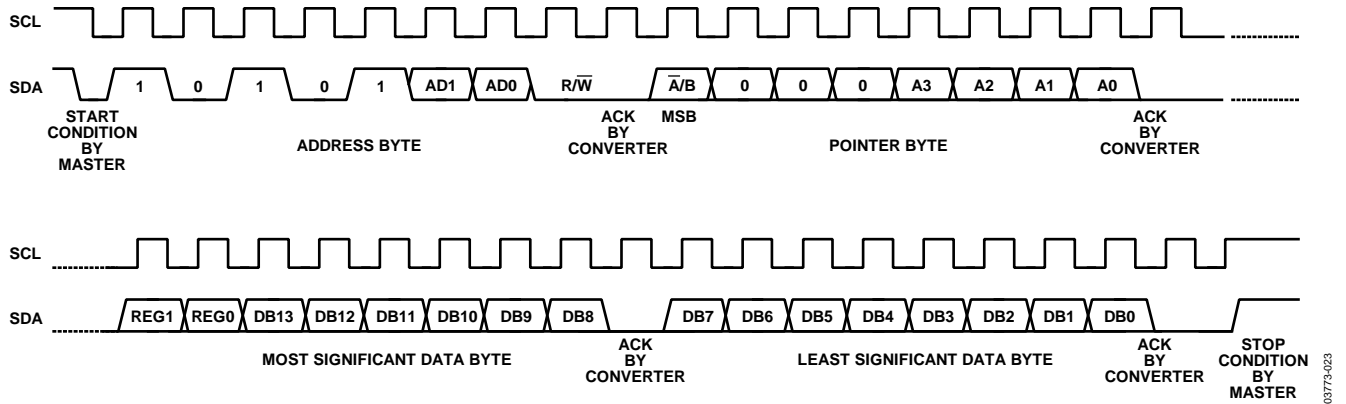 SCL
SDA
1 0 1 0 1 AD1 AD0 R/W̅ A̅/B 0 0 0 A3 A2 A1 A0
START
CONDITION
BY
MASTER
ADDRESS BYTE
ACK
BY
CONVERTER
MSB
POINTER BYTE
ACK
BY
CONVERTER
SCL
SDA
REG1 REG0 DB13 DB12 DB11 DB10 DB9 DB8 DB7 DB6 DB5 DB4 DB3 DB2 DB1 DB0
MOST SIGNIFICANT DATA BYTE
ACK
BY
CONVERTER
LEAST SIGNIFICANT DATA BYTE
ACK
BY
CONVERTER
STOP
CONDITION
BY
MASTER
03773-023